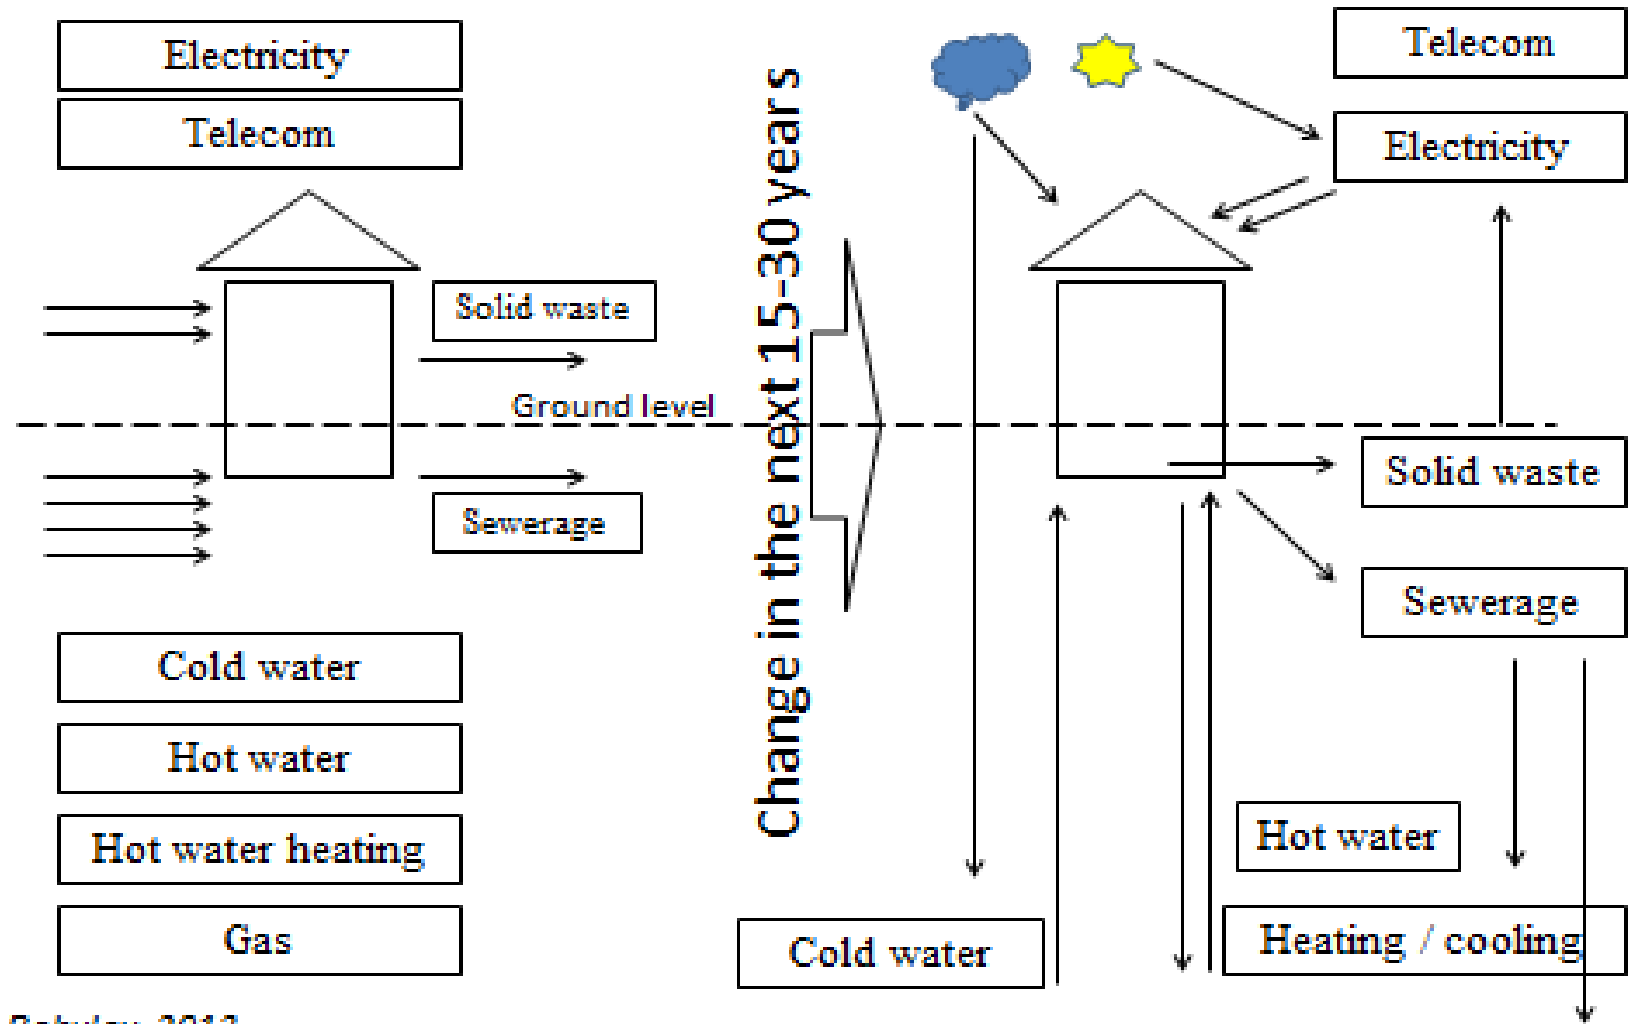 Electricity
Telecom
Solid waste
Ground level
Sewerage
Cold water
Hot water
Hot water heating
Gas
Change in the next 15-30 years
Telecom
Electricity
Solid waste
Sewerage
Hot water
Heating / cooling
Cold water